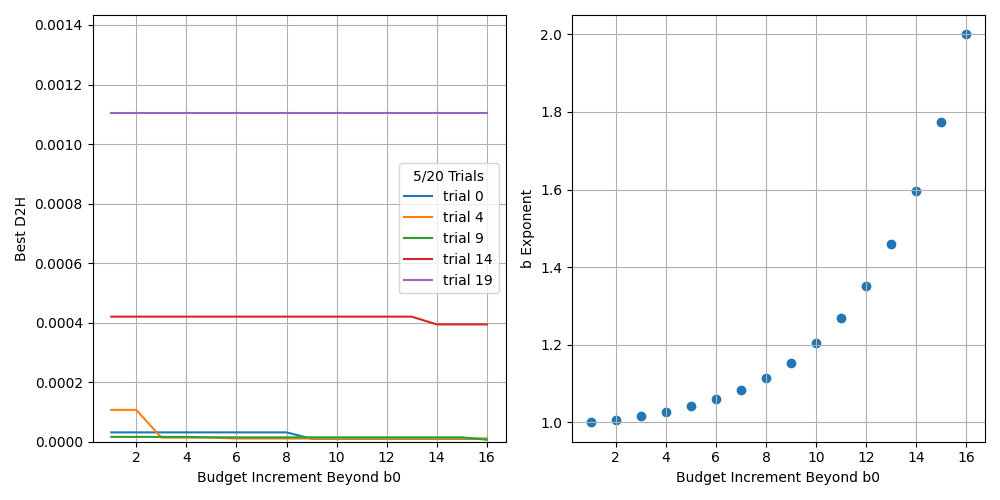 0.0014
0.0012
0.0010
0.0008
0.0006
0.0004
0.0002
0.0000
Best D2H
2 4 6 8 10 12 14 16
Budget Increment Beyond b0
5/20 Trials
trial 0
trial 4
trial 9
trial 14
trial 19
2.0
1.8
1.6
1.4
1.2
1.0
b Exponent
2 4 6 8 10 12 14 16
Budget Increment Beyond b0